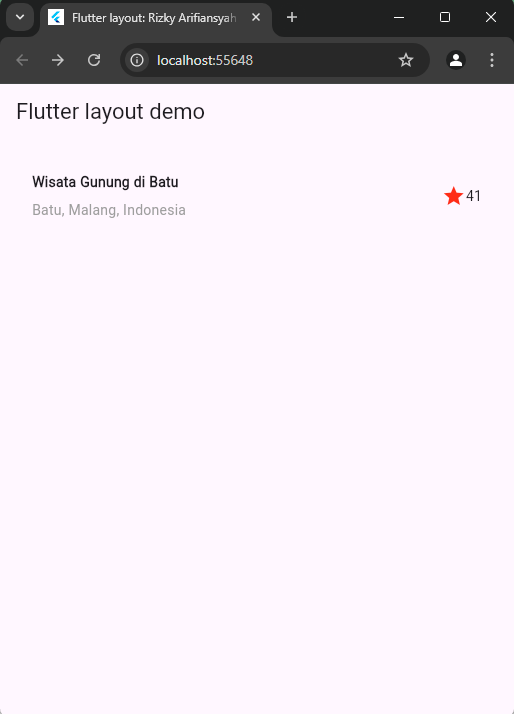 Flutter layout: Rizky Arifiansyah
localhost:55648
Flutter layout demo
Wisata Gunung di Batu
Batu, Malang, Indonesia
41